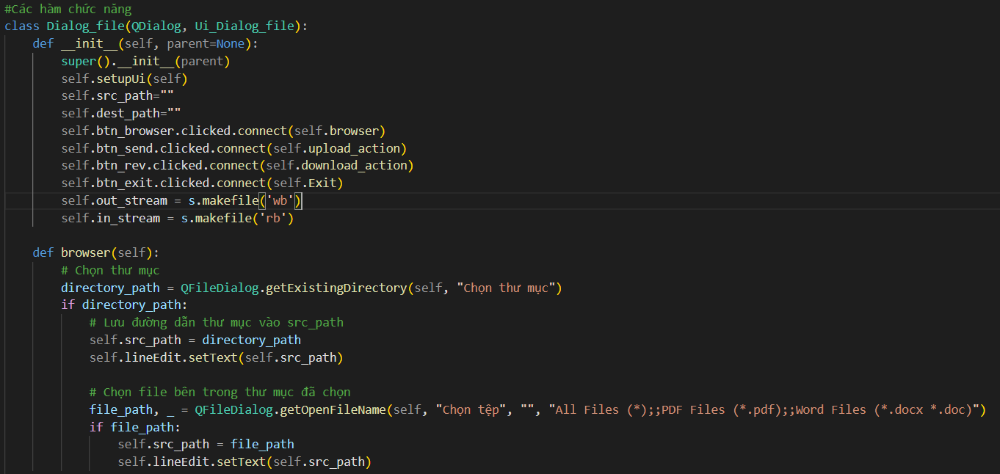 #Các hàm chức năng
class Dialog_file(QDialog, Ui_Dialog_file):
    def __init__(self, parent=None):
        super().__init__(parent)
        self.setupUi(self)
        self.src_path=""
        self.dest_path=""
        self.btn_browser.clicked.connect(self.browser)
        self.btn_send.clicked.connect(self.upload_action)
        self.btn_rev.clicked.connect(self.download_action)
        self.btn_exit.clicked.connect(self.Exit)
        self.out_stream = s.makefile('wb')
        self.in_stream = s.makefile('rb')

    def browser(self):
        # Chọn thư mục
        directory_path = QFileDialog.getExistingDirectory(self, "Chọn thư mục")
        if directory_path:
            # Lưu đường dẫn thư mục vào src_path
            self.src_path = directory_path
            self.lineEdit.setText(self.src_path)

            # Chọn file bên trong thư mục đã chọn
            file_path, _ = QFileDialog.getOpenFileName(self, "Chọn tệp", "", "All Files (*);;PDF Files (*.pdf);;Word Files (*.docx *.doc)")
            if file_path:
                self.src_path = file_path
                self.lineEdit.setText(self.src_path)